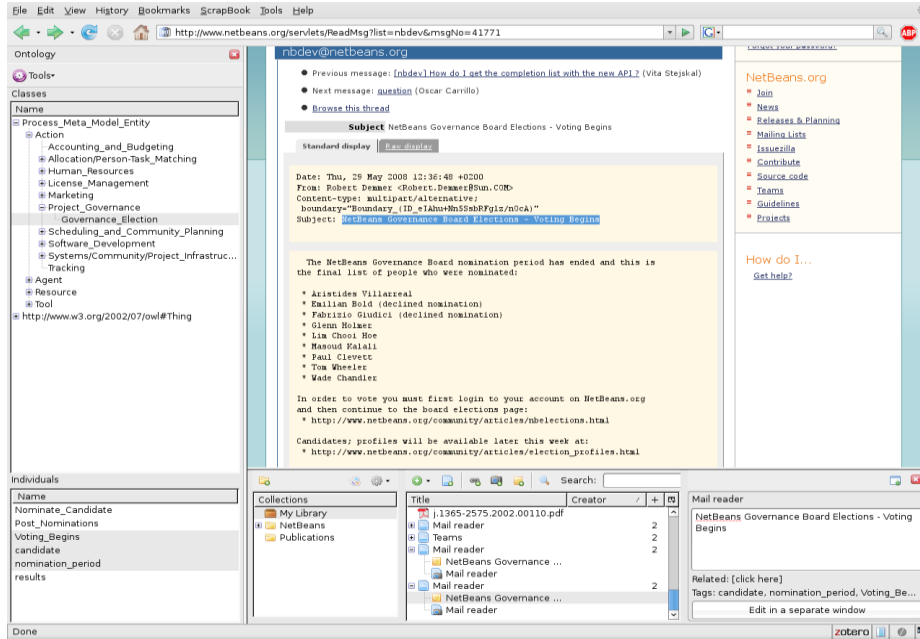 File Edit View History Bookmarks ScrapBook Tools Help
http://www.netbeans.org/servlets/ReadMsg?list=nbdev&msgNo=41771
G
ABP
Ontology
Tools
Classes
Name
Process_Meta_Model_Entity
Action
Accounting_and_Budgeting
Allocation/Person-Task_Matching
Human_Resources
License_Management
Marketing
Project_Governance
Governance_Election
Scheduling_and_Community_Planning
Software_Development
Systems/Community/Project_Infrastruc...
Tracking
Agent
Resource
Tool
http://www.w3.org/2002/07/owl#Thing
Individuals
Name
Nominate_Candidate
Post_Nominations
Voting_Begins
candidate
nomination_period
results
nbdev@netbeans.org
Previous message: [nbdev] How do I get the completion list with the new API ? (Vita Stejskal)
Next message: question (Oscar Carrillo)
Browse this thread
Subject NetBeans Governance Board Elections - Voting Begins
Standard display Raw display
Date: Thu, 29 May 2008 12:36:48 +0200
From: Robert Demmer <Robert.Demmer@Sun.COM>
Content-type: multipart/alternative;
Subject: NetBeans Governance Board Elections - Voting Begins
The NetBeans Governance Board nomination period has ended and this is
the final list of people who were nominated:
* Aristides Villarreal
* Emilian Bold (declined nomination)
* Fabrizio Giudici (declined nomination)
* Glenn Holmer
* Lim Chooi Hoe
* Masoud Kalali
* Paul Clevett
* Tom Wheeler
* Wade Chandler
In order to vote you must first login to your account on NetBeans.org
and then continue to the board elections page:
* http://www.netbeans.org/community/articles/nbelections.html
Candidates; profiles will be available later this week at:
* http://www.netbeans.org/community/articles/election_profiles.html
NetBeans.org
Join
News
Releases & Planning
Mailing Lists
Issuezilla
Contribute
Source code
Teams
Guidelines
Projects
How do I...
Get help?
Search:
Collections
My Library
NetBeans
Publications
Title Creator
j.1365-2575.2002.00110.pdf
Mail reader 2
Teams 2
Mail reader 2
NetBeans Governance ...
Mail reader
Mail reader 2
NetBeans Governance ...
Mail reader
Mail reader
NetBeans Governance Board Elections - Voting
Begins
Related: [click here]
Tags: candidate, nomination_period, Voting_Be...
Edit in a separate window
Done
zotero